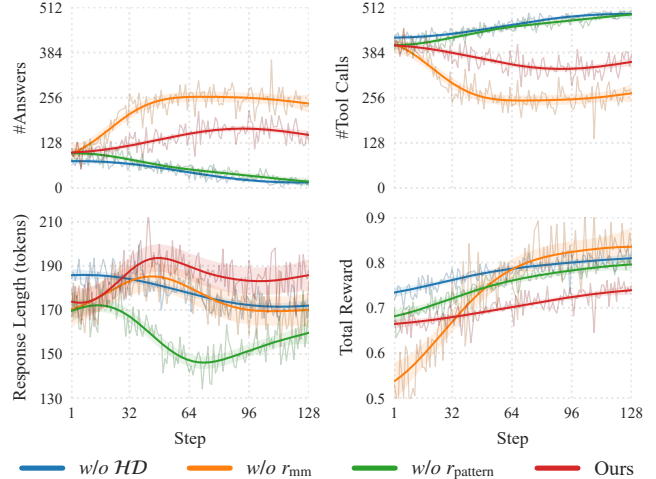 #Answers
512
384
256
128
0
#Tool Calls
512
384
256
128
0
Response Length (tokens)
210
190
170
150
130
1 32 64 96 128
Step
Total Reward
0.9
0.8
0.7
0.6
0.5
1 32 64 96 128
Step
w/o HD w/o r_mm w/o r_pattern Ours